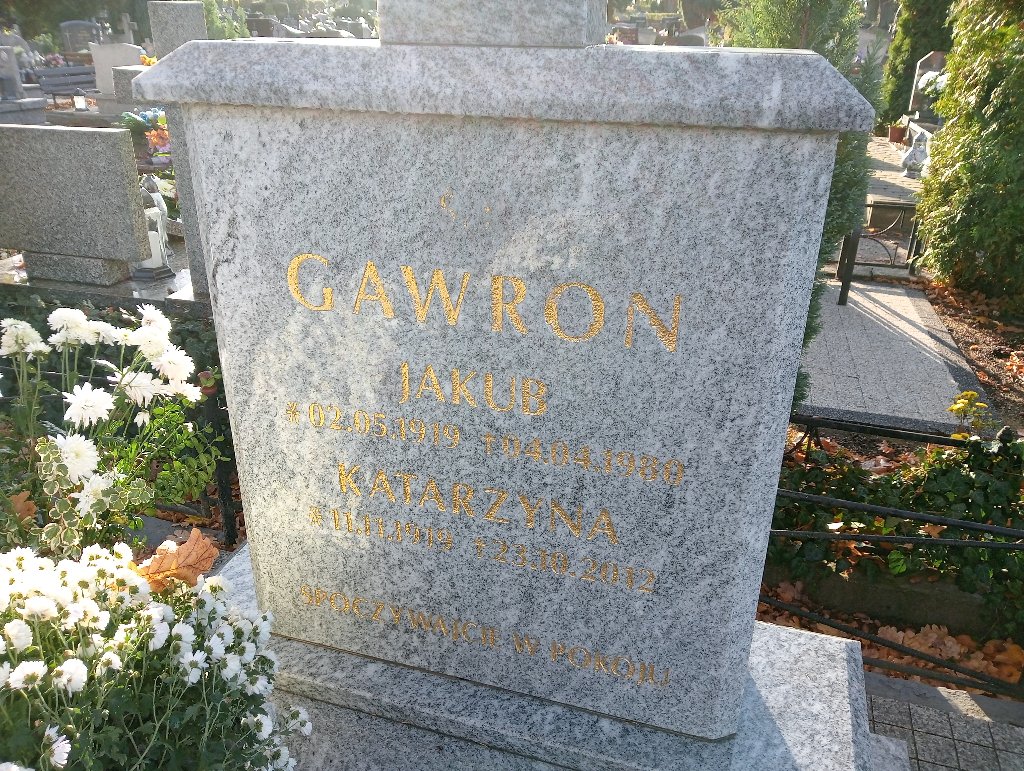 GAWRON
JAKUB
*02.05.1919 †04.04.1980
KATARZYNA
*11.11.1919 †23.10.2012
SPOCZYWAJCIE W POKOJU